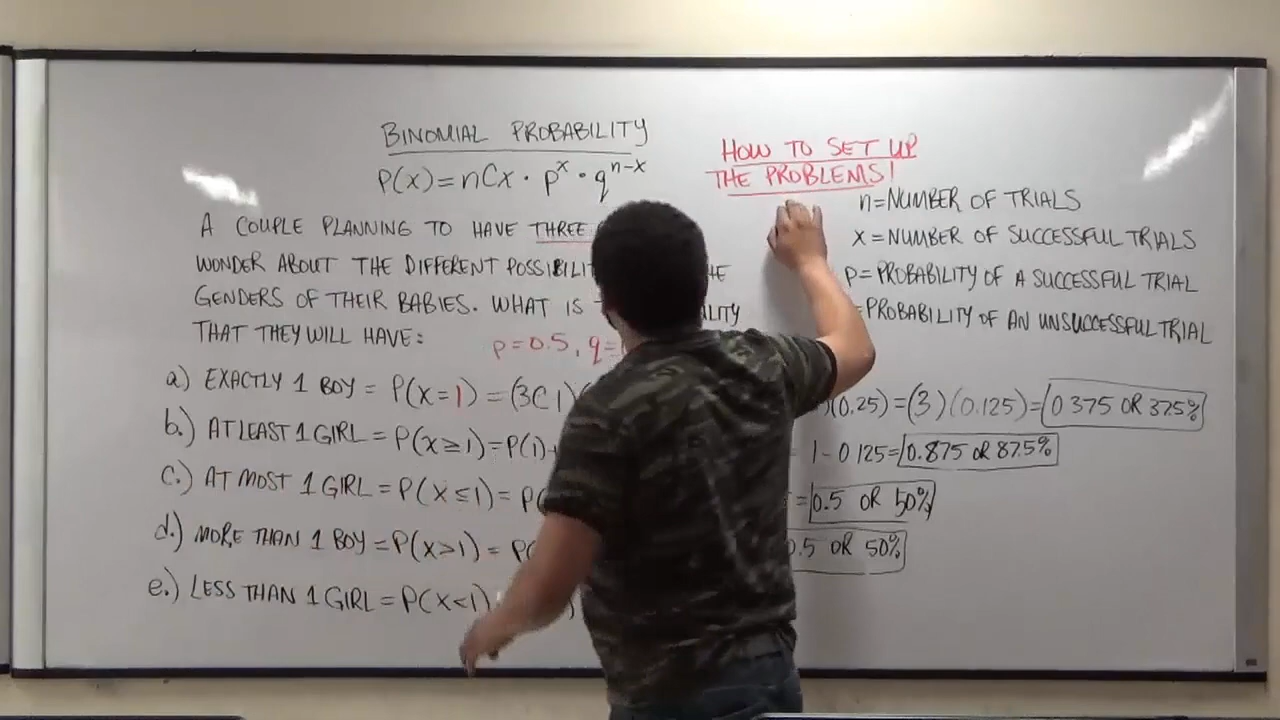 BINOMIAL PROBABILITY
P(x)=nCx · p^x · q^n-x
HOW TO SET UP
THE PROBLEMS!
n=NUMBER OF TRIALS
x=NUMBER OF SUCCESSFUL TRIALS
p=PROBABILITY OF A SUCCESSFUL TRIAL
=PROBABILITY OF AN UNSUCCESSFUL TRIAL
A COUPLE PLANNING TO HAVE THREE
WONDER ABOUT THE DIFFERENT
GENDERS OF THEIR BABIES. WHAT IS
THAT THEY WILL HAVE:
p=0.5, q=
a.) EXACTLY 1 BOY = P(x=1) = (3C1)( )(0.25)=(3)(0.125)=0.375 OR 37.5%
b.) AT LEAST 1 GIRL = P(x≥1)=P(1)+ = 1-0.125=0.875 OR 87.5%
c.) AT MOST 1 GIRL = P(x≤1)= P( =0.5 OR 50%
d.) MORE THAN 1 BOY = P(x>1) = P( 0.5 OR 50%
e.) LESS THAN 1 GIRL = P(x<1)